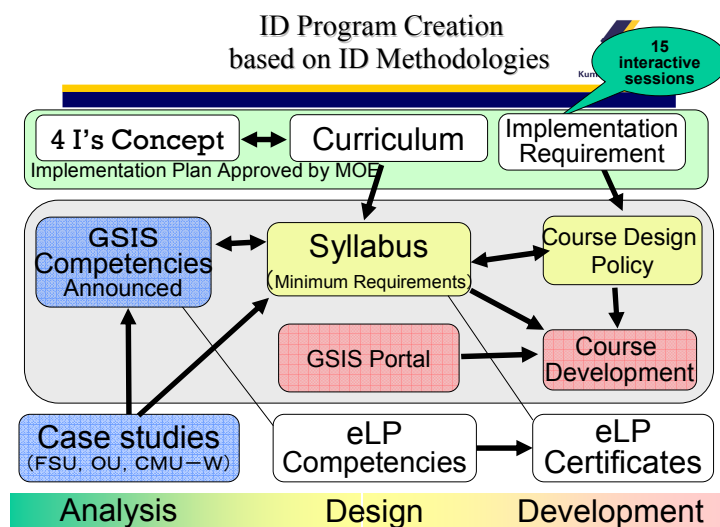 ID Program Creation
based on ID Methodologies
15
interactive
sessions
Kum
4 I's Concept
Curriculum
Implementation
Requirement
Implementation Plan Approved by MOE
GSIS
Competencies
Announced
Syllabus
(Minimum Requirements)
Course Design
Policy
GSIS Portal
Course
Development
Case studies
(FSU, OU, CMU－W)
eLP
Competencies
eLP
Certificates
Analysis
Design
Development